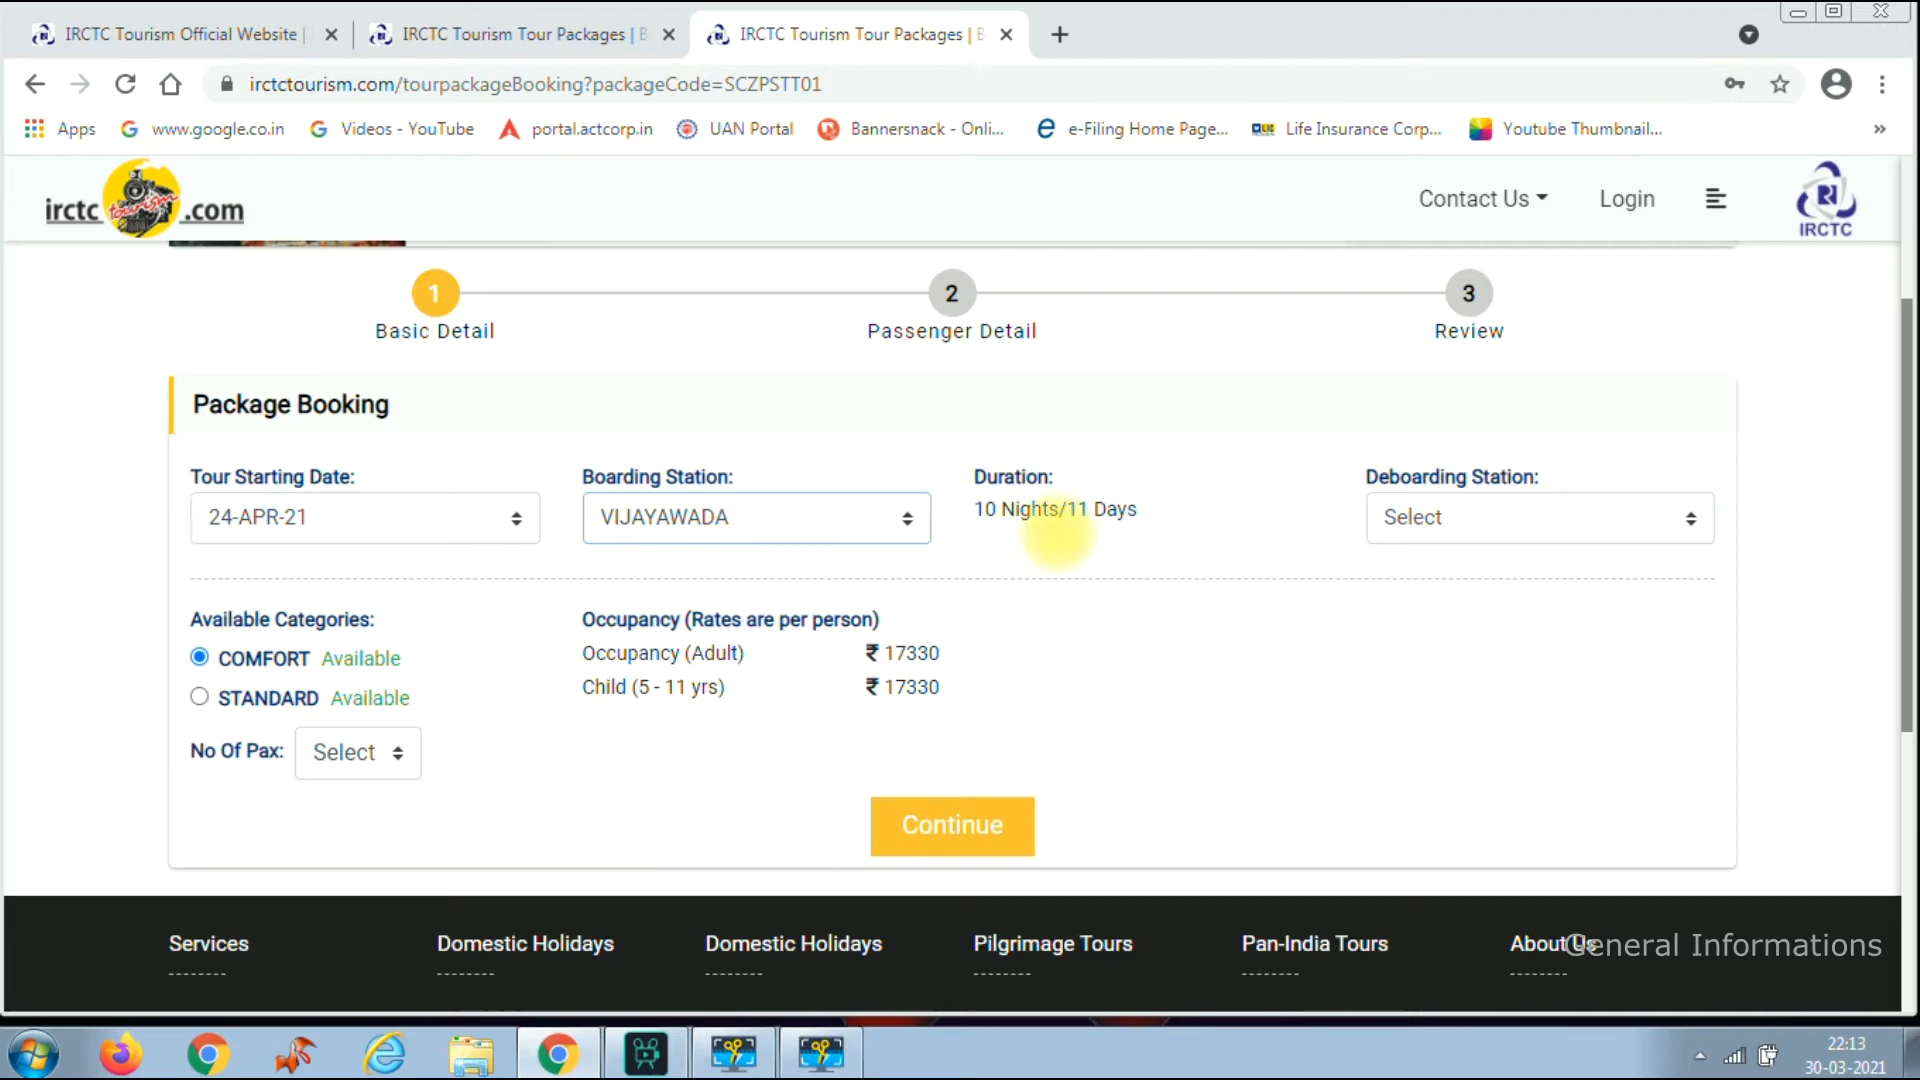 IRCTC Tourism Official Website |
IRCTC Tourism Tour Packages | B
IRCTC Tourism Tour Packages | B
irctctourism.com/tourpackageBooking?packageCode=SCZPSTT01
Apps
www.google.co.in
Videos - YouTube
portal.actcorp.in
UAN Portal
Bannersnack - Onli...
e-Filing Home Page...
Life Insurance Corp...
Youtube Thumbnail...
»
irctc tourism .com
Contact Us
Login
IRCTC
1
2
3
Basic Detail
Passenger Detail
Review
Package Booking
Tour Starting Date:
Boarding Station:
Duration:
Deboarding Station:
24-APR-21
VIJAYAWADA
10 Nights/11 Days
Select
Available Categories:
Occupancy (Rates are per person)
COMFORT Available
Occupancy (Adult) ₹ 17330
STANDARD Available
Child (5 - 11 yrs) ₹ 17330
No Of Pax: Select
Continue
Services
Domestic Holidays
Domestic Holidays
Pilgrimage Tours
Pan-India Tours
About Us
General Informations
--------
--------
--------
--------
--------
--------
22:13
30-03-2021